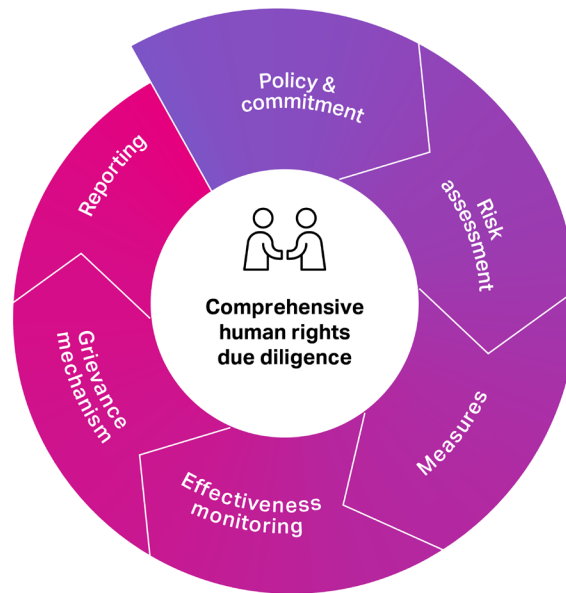 Policy &
commitment
Risk
assessment
Measures
Effectiveness
monitoring
Grievance
mechanism
Reporting
Comprehensive
human rights
due diligence